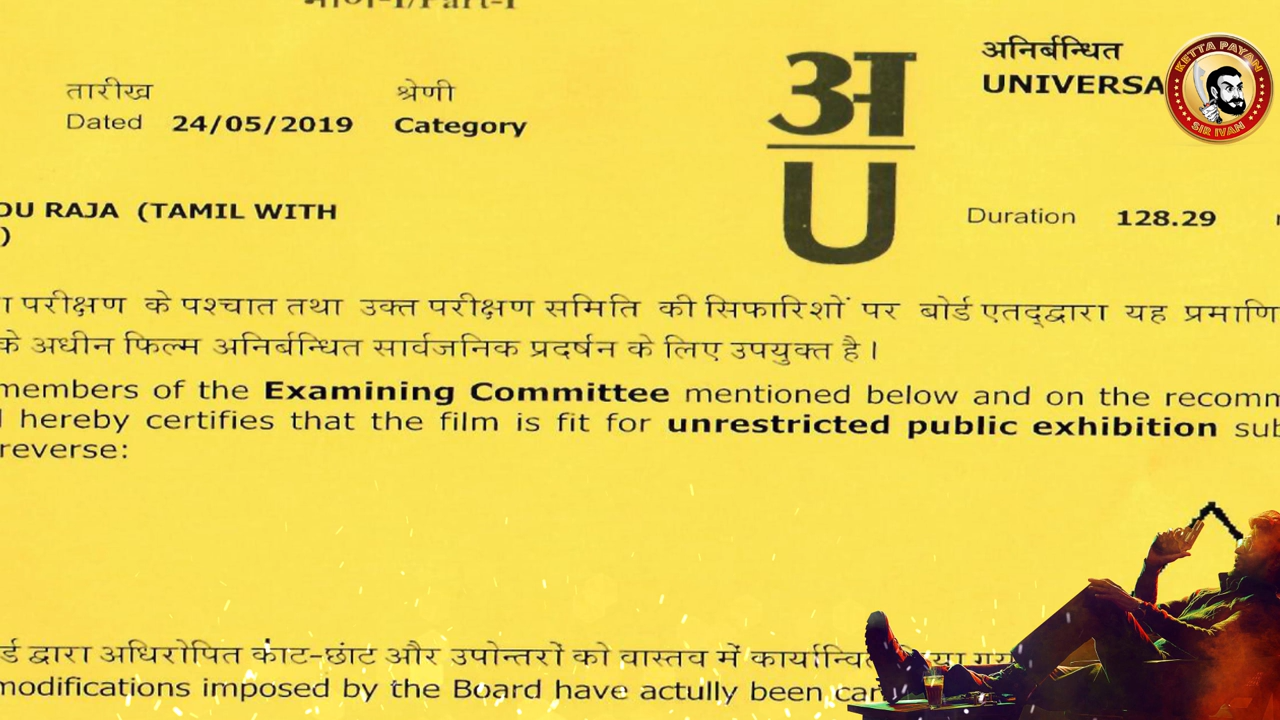 भाग-I/Part-I
अनिर्बन्धित
UNIVERSA
KETTA PAYAN
SIR IVAN
तारीख श्रेणी
Dated 24/05/2019 Category
अ
U
DU RAJA (TAMIL WITH
)
Duration 128.29
परीक्षण के पश्चात तथा उक्त परीक्षण समिति की सिफारिशों पर बोर्ड एतद्द्वारा यह प्रमाणि
के अधीन फिल्म अनिर्बन्धित सार्वजनिक प्रदर्षन के लिए उपयुक्त है ।
members of the Examining Committee mentioned below and on the recomm
hereby certifies that the film is fit for unrestricted public exhibition sub
reverse:
र्ड द्वारा अधिरोपित कांट-छांट और उपोन्तरों को वास्तव में कार्यान्वि
modifications imposed by the Board have actully been car